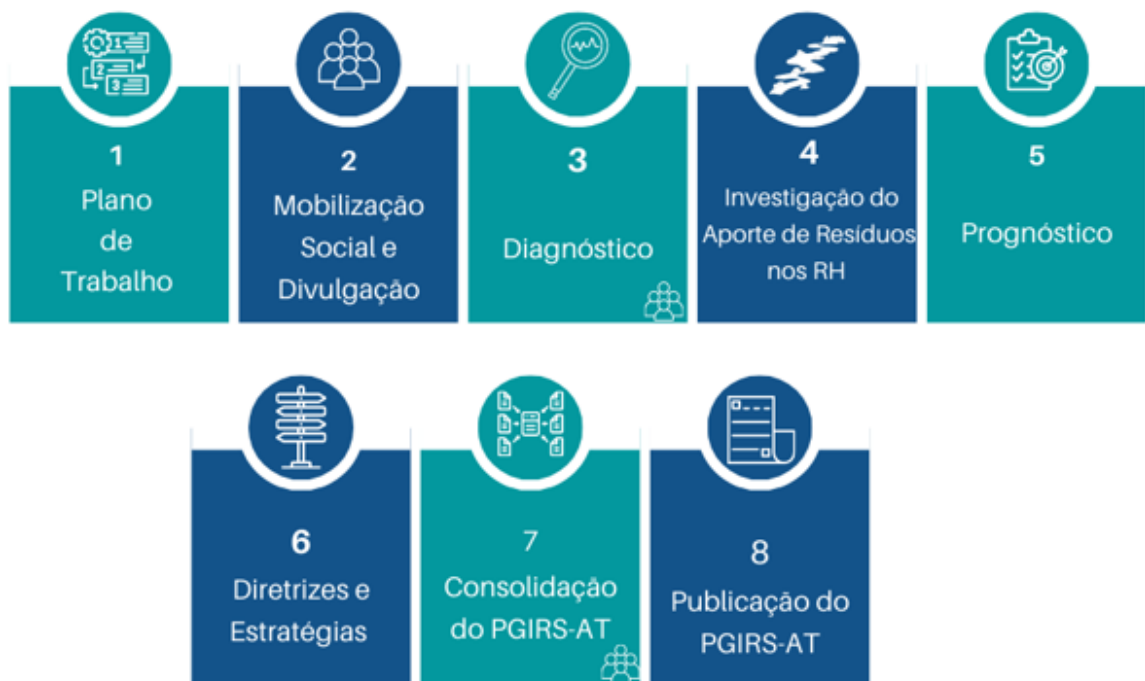 1
Plano
de
Trabalho
2
Mobilização
Social e
Divulgação
3
Diagnóstico
4
Investigação do
Aporte de Resíduos
nos RH
5
Prognóstico
6
Diretrizes e
Estratégias
7
Consolidação
do PGIRS-AT
8
Publicação do
PGIRS-AT